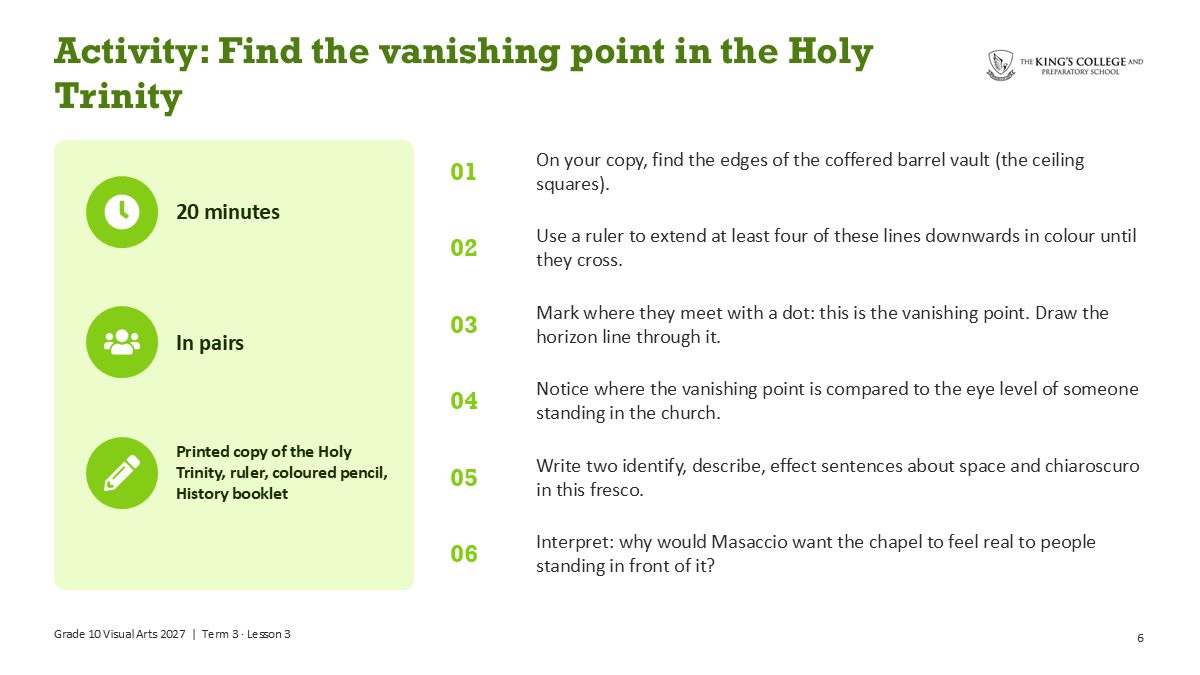 Activity: Find the vanishing point in the Holy
Trinity
THE KING'S COLLEGE AND
PREPARATORY SCHOOL
20 minutes
In pairs
Printed copy of the Holy
Trinity, ruler, coloured pencil,
History booklet
01
On your copy, find the edges of the coffered barrel vault (the ceiling
squares).
02
Use a ruler to extend at least four of these lines downwards in colour until
they cross.
03
Mark where they meet with a dot: this is the vanishing point. Draw the
horizon line through it.
04
Notice where the vanishing point is compared to the eye level of someone
standing in the church.
05
Write two identify, describe, effect sentences about space and chiaroscuro
in this fresco.
06
Interpret: why would Masaccio want the chapel to feel real to people
standing in front of it?
Grade 10 Visual Arts 2027 | Term 3 · Lesson 3
6